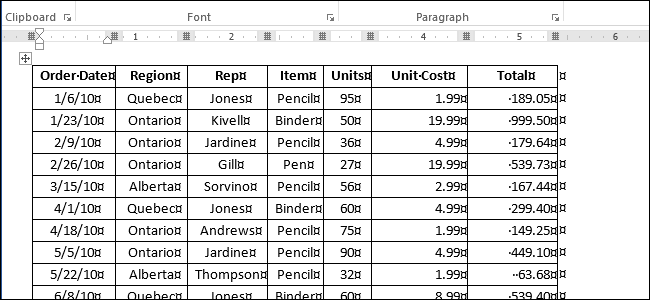 Clipboard Font Paragraph
1 2 3 4 5 6
Order·Date¤ Region¤ Rep¤ Item¤ Units¤ Unit·Cost¤ Total¤ ¤
1/6/10¤ Quebec¤ Jones¤ Pencil¤ 95¤ 1.99¤ ·189.05¤ ¤
1/23/10¤ Ontario¤ Kivell¤ Binder¤ 50¤ 19.99¤ ·999.50¤ ¤
2/9/10¤ Ontario¤ Jardine¤ Pencil¤ 36¤ 4.99¤ ·179.64¤ ¤
2/26/10¤ Ontario¤ Gill¤ Pen¤ 27¤ 19.99¤ ·539.73¤ ¤
3/15/10¤ Alberta¤ Sorvino¤ Pencil¤ 56¤ 2.99¤ ·167.44¤ ¤
4/1/10¤ Quebec¤ Jones¤ Binder¤ 60¤ 4.99¤ ·299.40¤ ¤
4/18/10¤ Ontario¤ Andrews¤ Pencil¤ 75¤ 1.99¤ ·149.25¤ ¤
5/5/10¤ Ontario¤ Jardine¤ Pencil¤ 90¤ 4.99¤ ·449.10¤ ¤
5/22/10¤ Alberta¤ Thompson¤ Pencil¤ 32¤ 1.99¤ ··63.68¤ ¤
6/8/10¤ Quebec¤ Jones¤ Binder¤ 60¤ 8.99¤ ·539.40¤ ¤